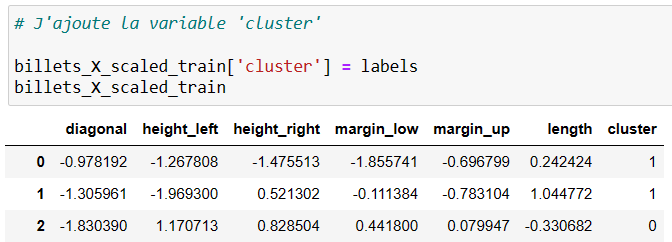 # J'ajoute la variable 'cluster'
billets_X_scaled_train['cluster'] = labels
billets_X_scaled_train
diagonal height_left height_right margin_low margin_up length cluster
0 -0.978192 -1.267808 -1.475513 -1.855741 -0.696799 0.242424 1
1 -1.305961 -1.969300 0.521302 -0.111384 -0.783104 1.044772 1
2 -1.830390 1.170713 0.828504 0.441800 0.079947 -0.330682 0